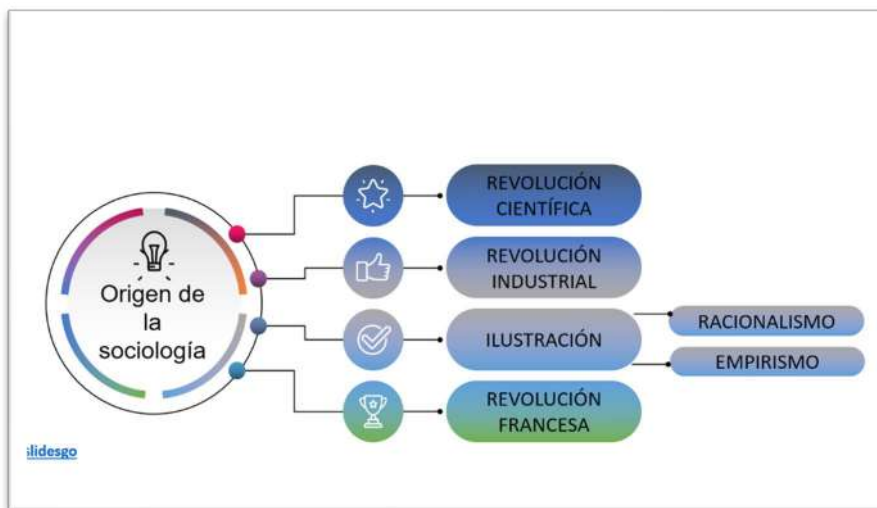 Origen de
la
sociología
REVOLUCIÓN
CIENTÍFICA
REVOLUCIÓN
INDUSTRIAL
ILUSTRACIÓN
RACIONALISMO
EMPIRISMO
REVOLUCIÓN
FRANCESA
slidesgo